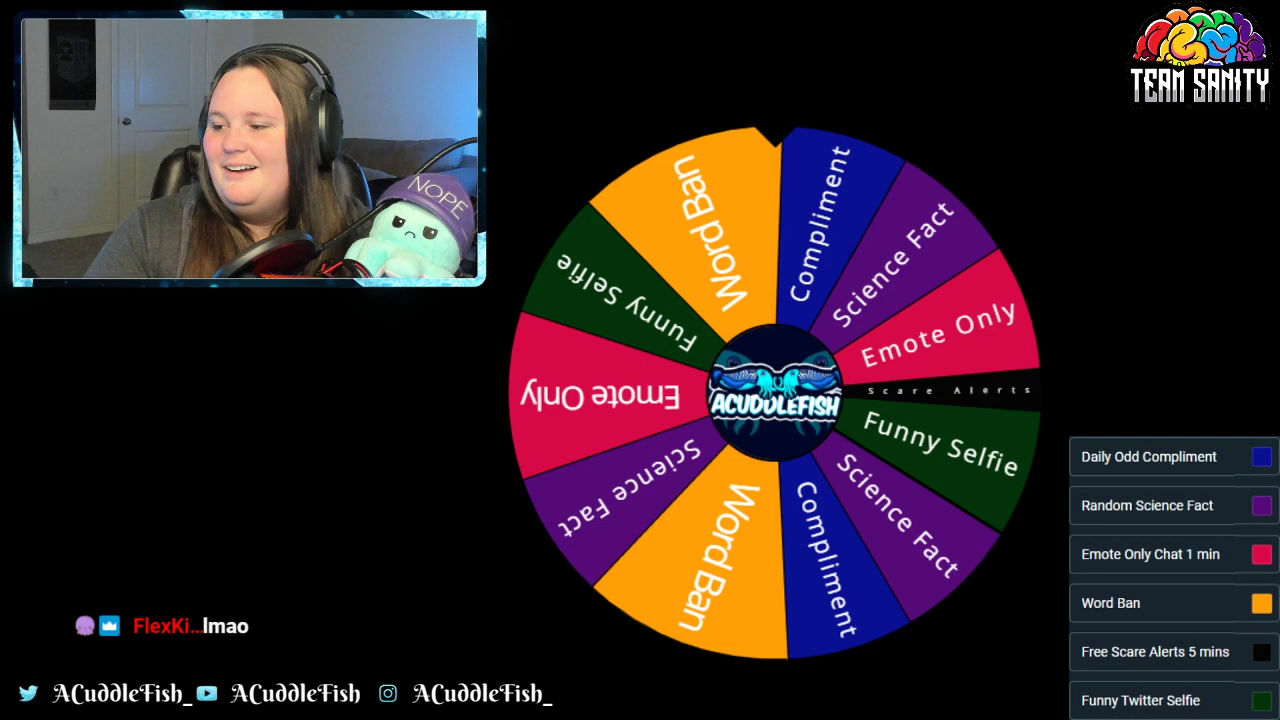 NOPE
TEAM SANITY
Word Ban
Compliment
Science Fact
Emote Only
Scare Alerts
Funny Selfie
Science Fact
Compliment
Word Ban
Science Fact
Emote Only
Funny Selfie
ACUDDLEFISH
Daily Odd Compliment
Random Science Fact
Emote Only Chat 1 min
Word Ban
Free Scare Alerts 5 mins
Funny Twitter Selfie
FlexKi...lmao
ACuddleFish_ ACuddleFish ACuddleFish_